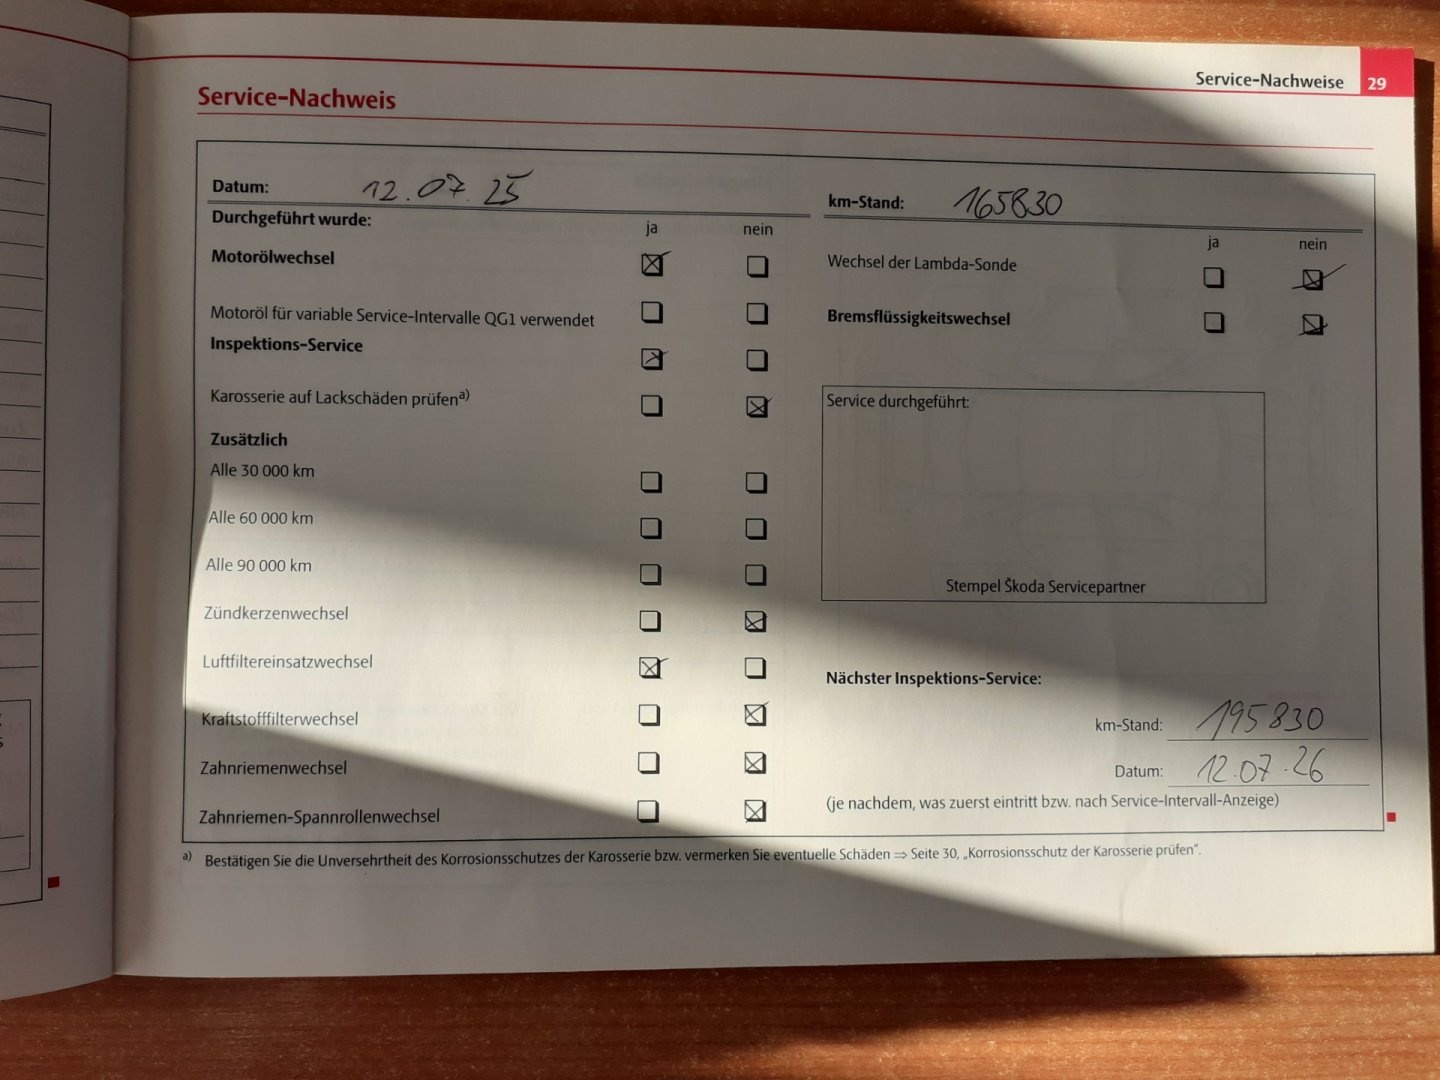 Service-Nachweise 29
Service-Nachweis
Datum: 12.07.25
km-Stand: 165830
Durchgeführt wurde:
ja nein
ja nein
Motorölwechsel ☒ ☐
Wechsel der Lambda-Sonde ☐ ☒
Motoröl für variable Service-Intervalle QG1 verwendet ☐ ☐
Bremsflüssigkeitswechsel ☐ ☒
Inspektions-Service ☒ ☐
Karosserie auf Lackschäden prüfen a) ☐ ☒
Zusätzlich
Alle 30 000 km ☐ ☐
Alle 60 000 km ☐ ☐
Alle 90 000 km ☐ ☐
Zündkerzenwechsel ☐ ☒
Luftfiltereinsatzwechsel ☒ ☐
Kraftstofffilterwechsel ☐ ☒
Zahnriemenwechsel ☐ ☒
Zahnriemen-Spannrollenwechsel ☐ ☒
Service durchgeführt:
Stempel Škoda Servicepartner
Nächster Inspektions-Service:
km-Stand: 195830
Datum: 12.07.26
(je nachdem, was zuerst eintritt bzw. nach Service-Intervall-Anzeige)
a) Bestätigen Sie die Unversehrtheit des Korrosionsschutzes der Karosserie bzw. vermerken Sie eventuelle Schäden ⇒ Seite 30, „Korrosionsschutz der Karosserie prüfen“.